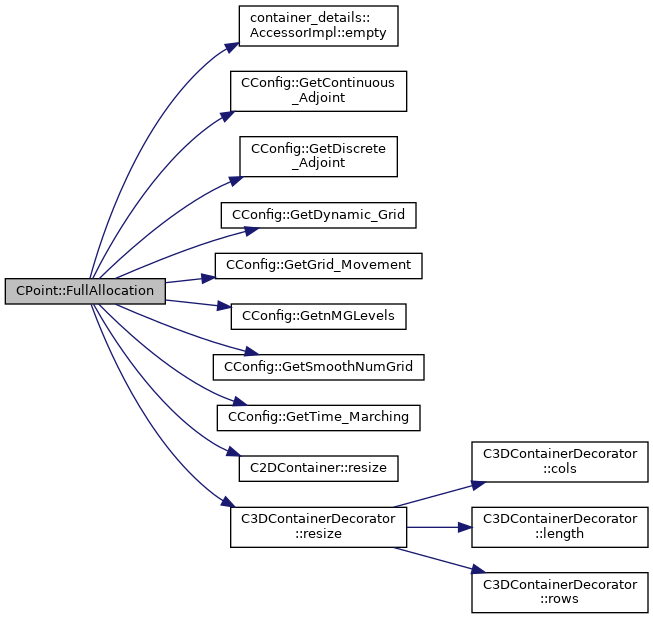 container_details::
AccessorImpl::empty
CConfig::GetContinuous
_Adjoint
CConfig::GetDiscrete
_Adjoint
CConfig::GetDynamic_Grid
CConfig::GetGrid_Movement
CPoint::FullAllocation
CConfig::GetnMGLevels
CConfig::GetSmoothNumGrid
CConfig::GetTime_Marching
C2DContainer::resize
C3DContainerDecorator
::resize
C3DContainerDecorator
::cols
C3DContainerDecorator
::length
C3DContainerDecorator
::rows